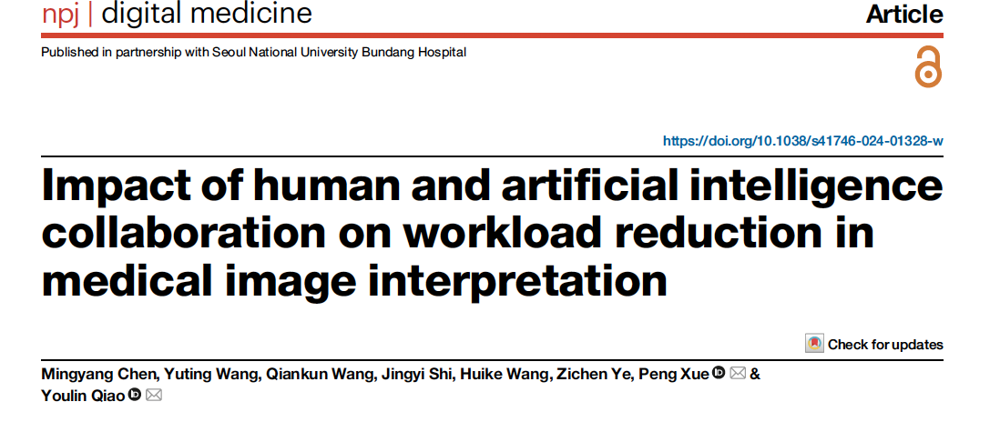 npj | digital medicine
Article
Published in partnership with Seoul National University Bundang Hospital
https://doi.org/10.1038/s41746-024-01328-w
Impact of human and artificial intelligence
collaboration on workload reduction in
medical image interpretation
Check for updates
Mingyang Chen, Yuting Wang, Qiankun Wang, Jingyi Shi, Huike Wang, Zichen Ye, Peng Xue iD &
Youlin Qiao iD